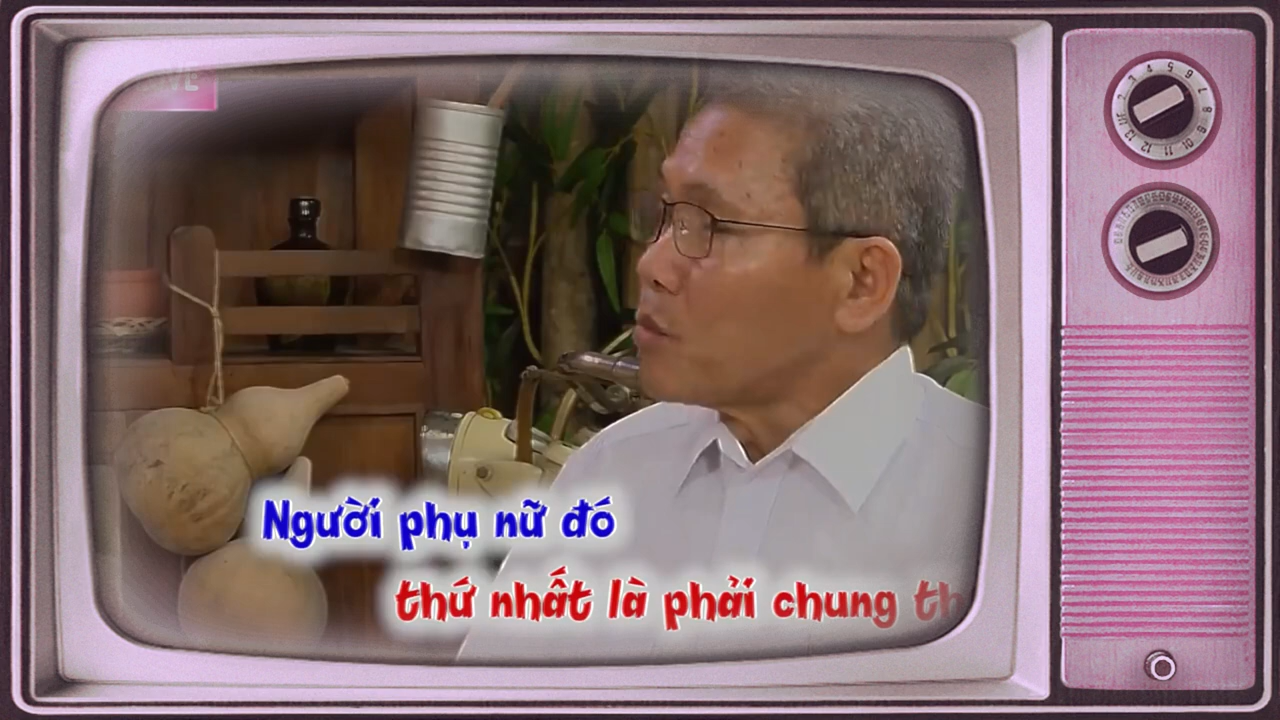 Người phụ nữ đó
thứ nhất là phải chung